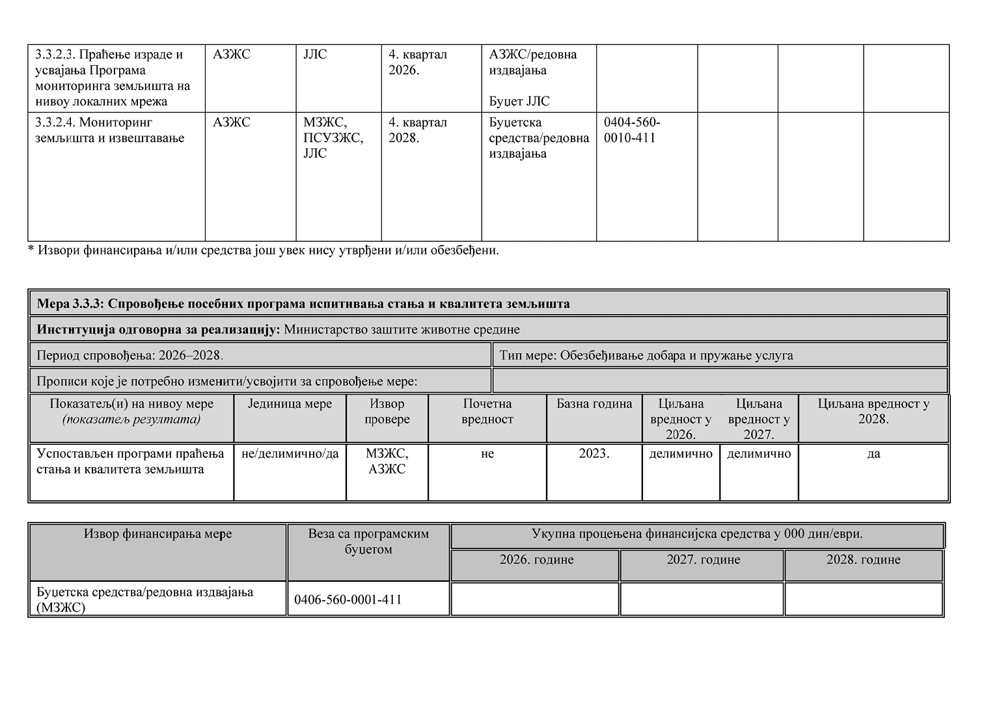 3.3.2.3. Праћење израде и
усвајања Програма
мониторинга земљишта на
нивоу локалних мрежа
АЗЖС
ЈЛС
4. квартал
2026.
АЗЖС/редовна
издвајања
Буџет ЈЛС
3.3.2.4. Мониторинг
земљишта и извештавање
АЗЖС
МЗЖС,
ПСУЗЖС,
ЈЛС
4. квартал
2028.
Буџетска
средства/редовна
издвајања
0404-560-
0010-411
* Извори финансирања и/или средства још увек нису утврђени и/или обезбеђени.
Мера 3.3.3: Спровођење посебних програма испитивања стања и квалитета земљишта
Институција одговорна за реализацију: Министарство заштите животне средине
Период спровођења: 2026–2028.
Тип мере: Обезбеђивање добара и пружање услуга
Прописи које је потребно изменити/усвојити за спровођење мере:
Показатељ(и) на нивоу мере
(показатељ резултата)
Јединица мере
Извор
провере
Почетна
вредност
Базна година
Циљана
вредност у
2026.
Циљана
вредност у
2027.
Циљана вредност у
2028.
Успостављен програми праћења
стања и квалитета земљишта
не/делимично/да
МЗЖС,
АЗЖС
не
2023.
делимично
делимично
да
Извор финансирања мере
Веза са програмским
буџетом
Укупна процењена финансијска средства у 000 дин/еври.
2026. године
2027. године
2028. године
Буџетска средства/редовна издвајања
(МЗЖС)
0406-560-0001-411